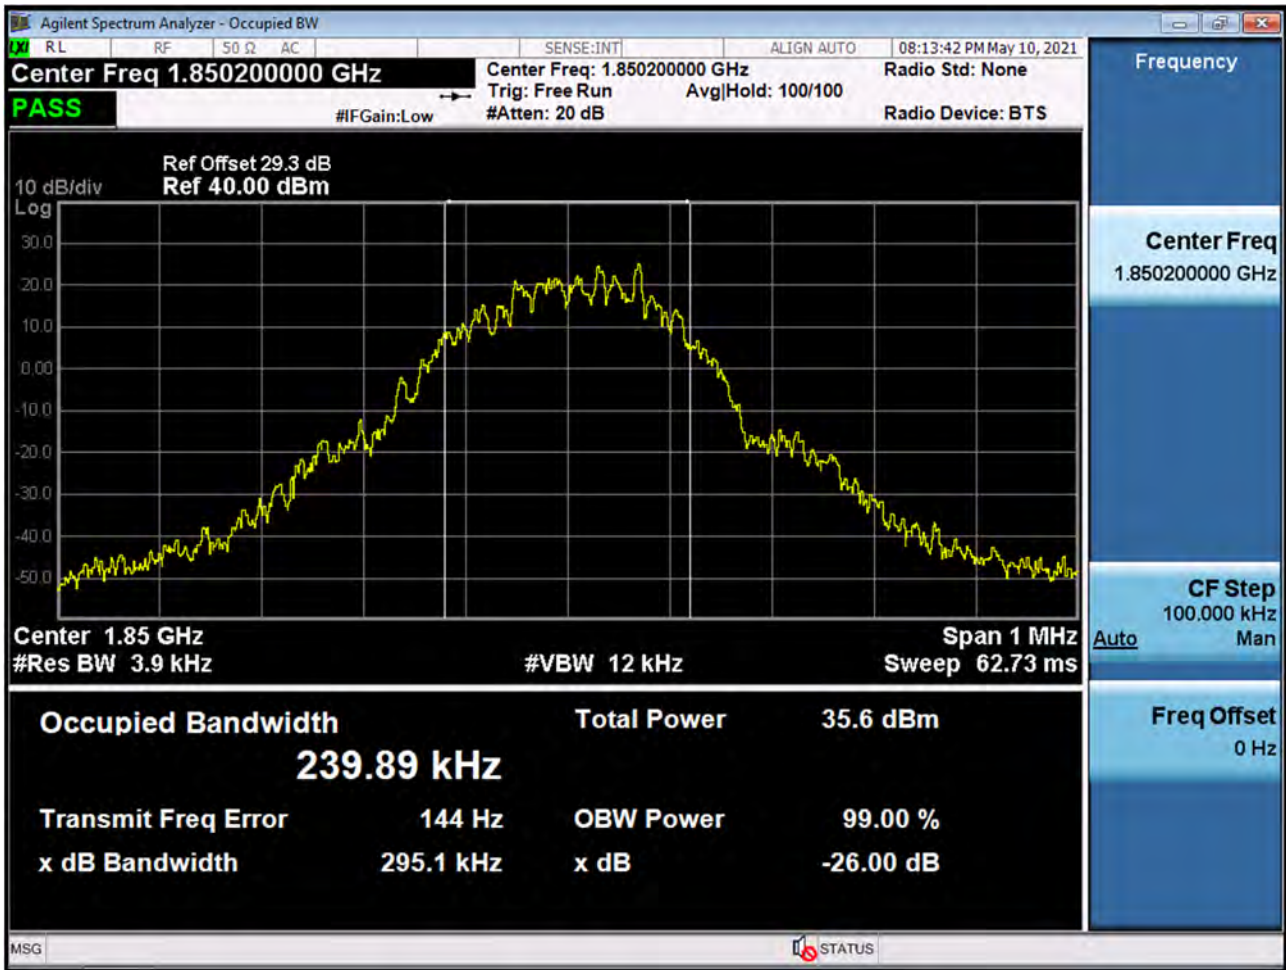 Agilent Spectrum Analyzer - Occupied BW
LXI RL RF 50 Ω AC SENSE:INT ALIGN AUTO 08:13:42 PM May 10, 2021
Center Freq 1.850200000 GHz
Center Freq: 1.850200000 GHz Radio Std: None
Trig: Free Run Avg|Hold: 100/100
PASS
#IFGain:Low #Atten: 20 dB Radio Device: BTS
Ref Offset 29.3 dB
10 dB/div Ref 40.00 dBm
Log
30.0
20.0
10.0
0.00
-10.0
-20.0
-30.0
-40.0
-50.0
Center 1.85 GHz Span 1 MHz
#Res BW 3.9 kHz #VBW 12 kHz Sweep 62.73 ms
Occupied Bandwidth Total Power 35.6 dBm
239.89 kHz
Transmit Freq Error 144 Hz OBW Power 99.00 %
x dB Bandwidth 295.1 kHz x dB -26.00 dB
MSG STATUS
Frequency
Center Freq
1.850200000 GHz
CF Step
100.000 kHz
Auto Man
Freq Offset
0 Hz